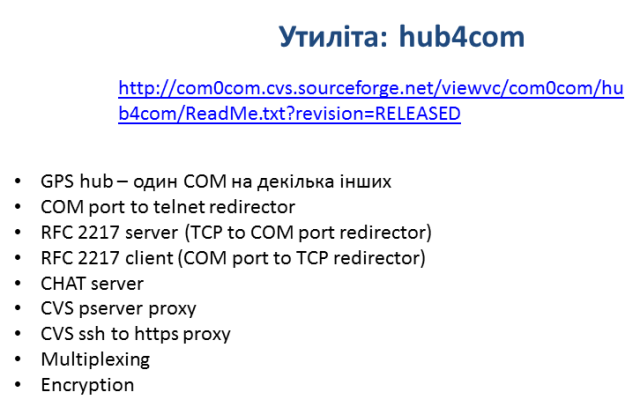 Утиліта: hub4com
http://com0com.cvs.sourceforge.net/viewvc/com0com/hu
b4com/ReadMe.txt?revision=RELEASED
• GPS hub – один COM на декілька інших
• COM port to telnet redirector
• RFC 2217 server (TCP to COM port redirector)
• RFC 2217 client (COM port to TCP redirector)
• CHAT server
• CVS pserver proxy
• CVS ssh to https proxy
• Multiplexing
• Encryption